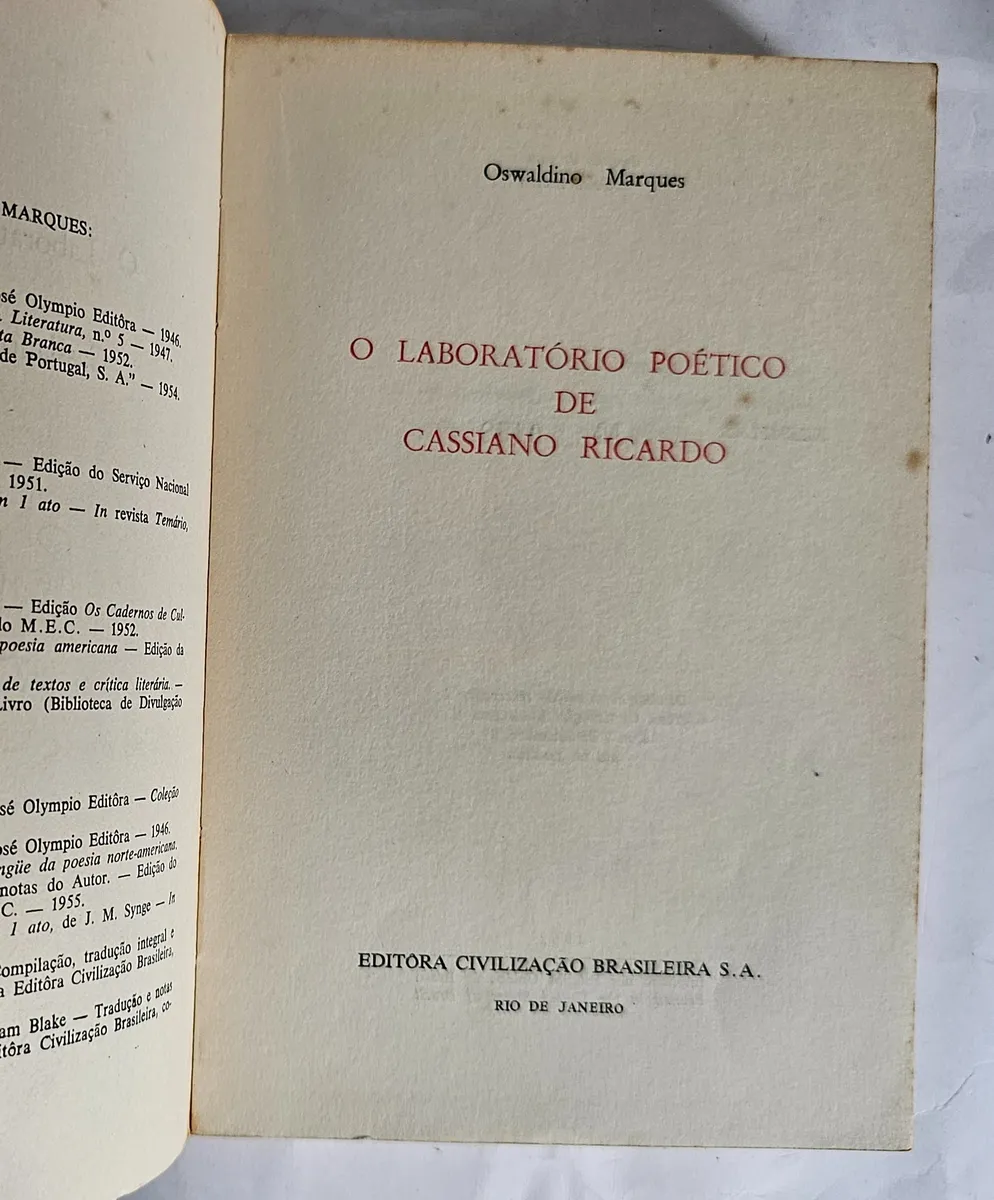 MARQUES:
sé Olympio Editôra — 1946.
Literatura, n.º 5 — 1947.
ta Branca — 1952.
de Portugal, S. A.” — 1954.
— Edição do Serviço Nacional
1951.
1 ato — In revista Temário,
— Edição Os Cadernos de Cul-
do M.E.C. — 1952.
poesia americana — Edição da
de textos e crítica literária. —
Livro (Biblioteca de Divulgação
sé Olympio Editôra — Coleção
osé Olympio Editôra — 1946.
ngüe da poesia norte-americana.
notas do Autor. — Edição do
C. — 1955.
1 ato, de J. M. Synge — In
ompilação, tradução integral e
a Editôra Civilização Brasileira,
am Blake — Tradução e notas
itôra Civilização Brasileira, co-
Oswaldino Marques
O LABORATÓRIO POÉTICO
DE
CASSIANO RICARDO
EDITÔRA CIVILIZAÇÃO BRASILEIRA S.A.
RIO DE JANEIRO